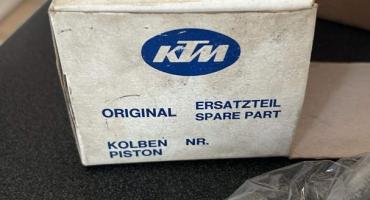 KTM
ORIGINAL ERSATZTEIL
SPARE PART
KOLBEN NR.
PISTON